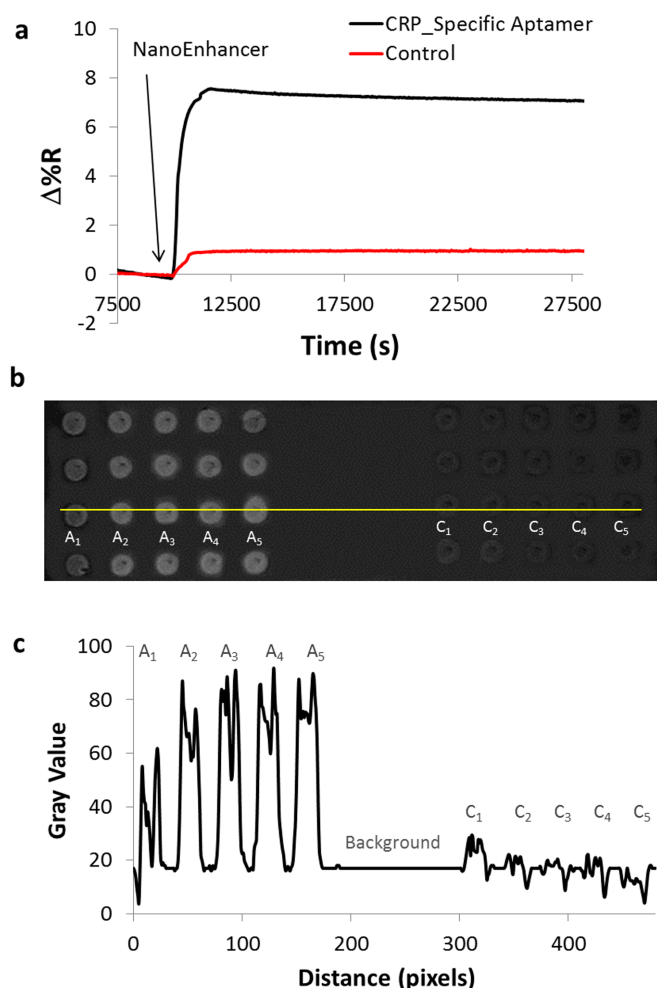 a
CRP_Specific Aptamer
Control
NanoEnhancer
10
8
6
4
2
0
-2
Δ%R
7500 12500 17500 22500 27500
Time (s)
b
A₁ A₂ A₃ A₄ A₅ C₁ C₂ C₃ C₄ C₅
c
A₁ A₂ A₃ A₄ A₅
100
80
60
40
20
0
Gray Value
Background
C₁ C₂ C₃ C₄ C₅
0 100 200 300 400
Distance (pixels)